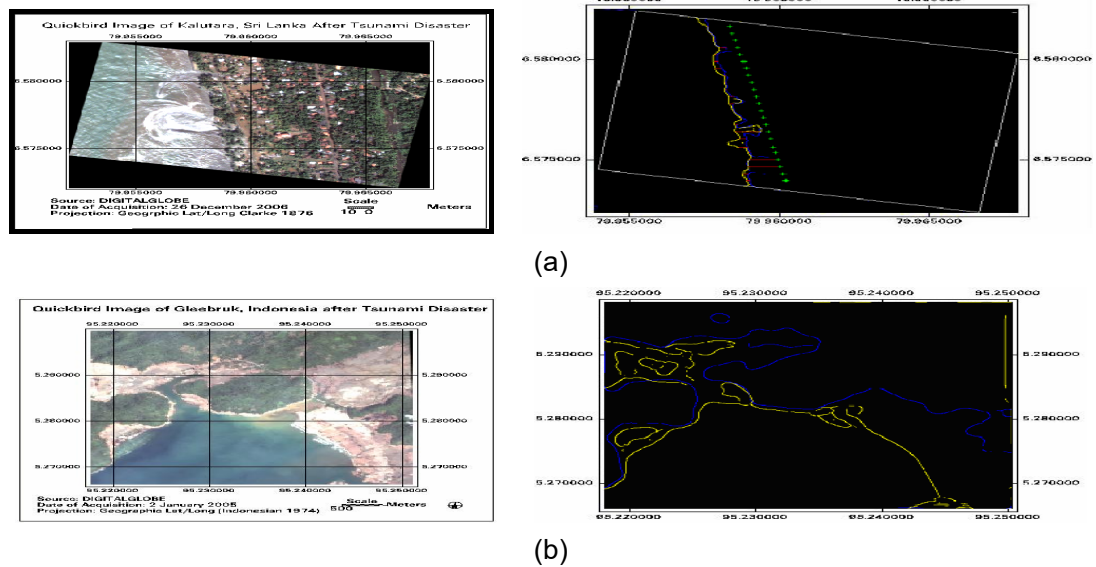 Quickbird Image of Kalutara, Sri Lanka After Tsunami Disaster
79.955000 79.960000 79.965000
6.580000 6.580000
6.575000 6.575000
79.955000 79.960000 79.965000
Source: DIGITALGLOBE
Scale
Date of Acquisition: 26 December 2006
10 0 Meters
Projection: Geogrphic Lat/Long Clarke 1876
6.580000 6.580000
6.575000 6.575000
79.955000 79.960000 79.965000
(a)
Quickbird Image of Gleebruk, Indonesia after Tsunami Disaster
95.220000 95.230000 95.240000 95.250000
5.290000 5.290000
5.280000 5.280000
5.270000 5.270000
95.220000 95.230000 95.240000 95.250000
Source: DIGITALGLOBE
Scale
Date of Acquisition: 2 January 2005
500 Meters
Projection: Geographic Lat/Long (Indonesian 1974)
95.220000 95.230000 95.240000 95.250000
5.290000 5.290000
5.280000 5.280000
5.270000 5.270000
95.220000 95.230000 95.240000 95.250000
(b)